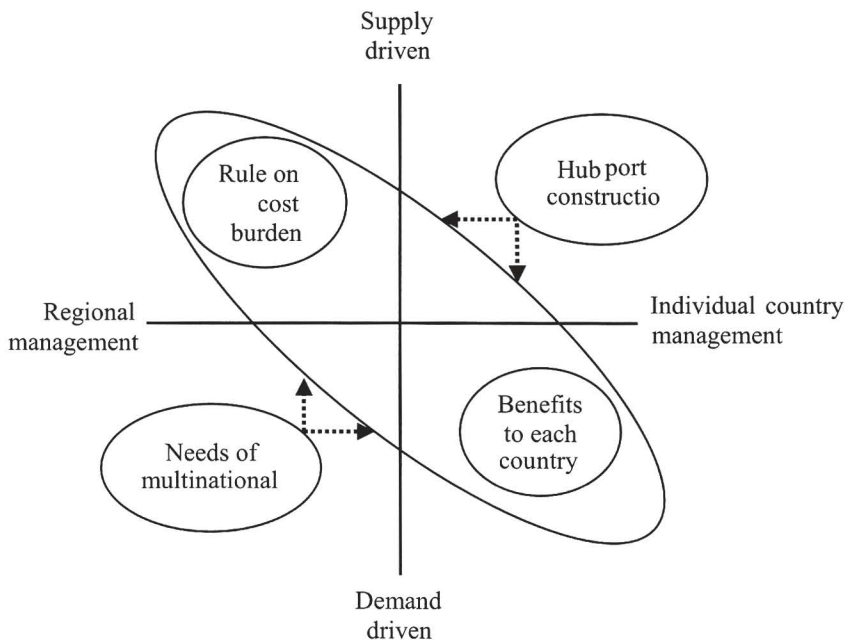 Supply
driven
Rule on
cost
burden
Hub port
constructio
Regional
management
Individual country
management
Needs of
multinational
Benefits
to each
country
Demand
driven